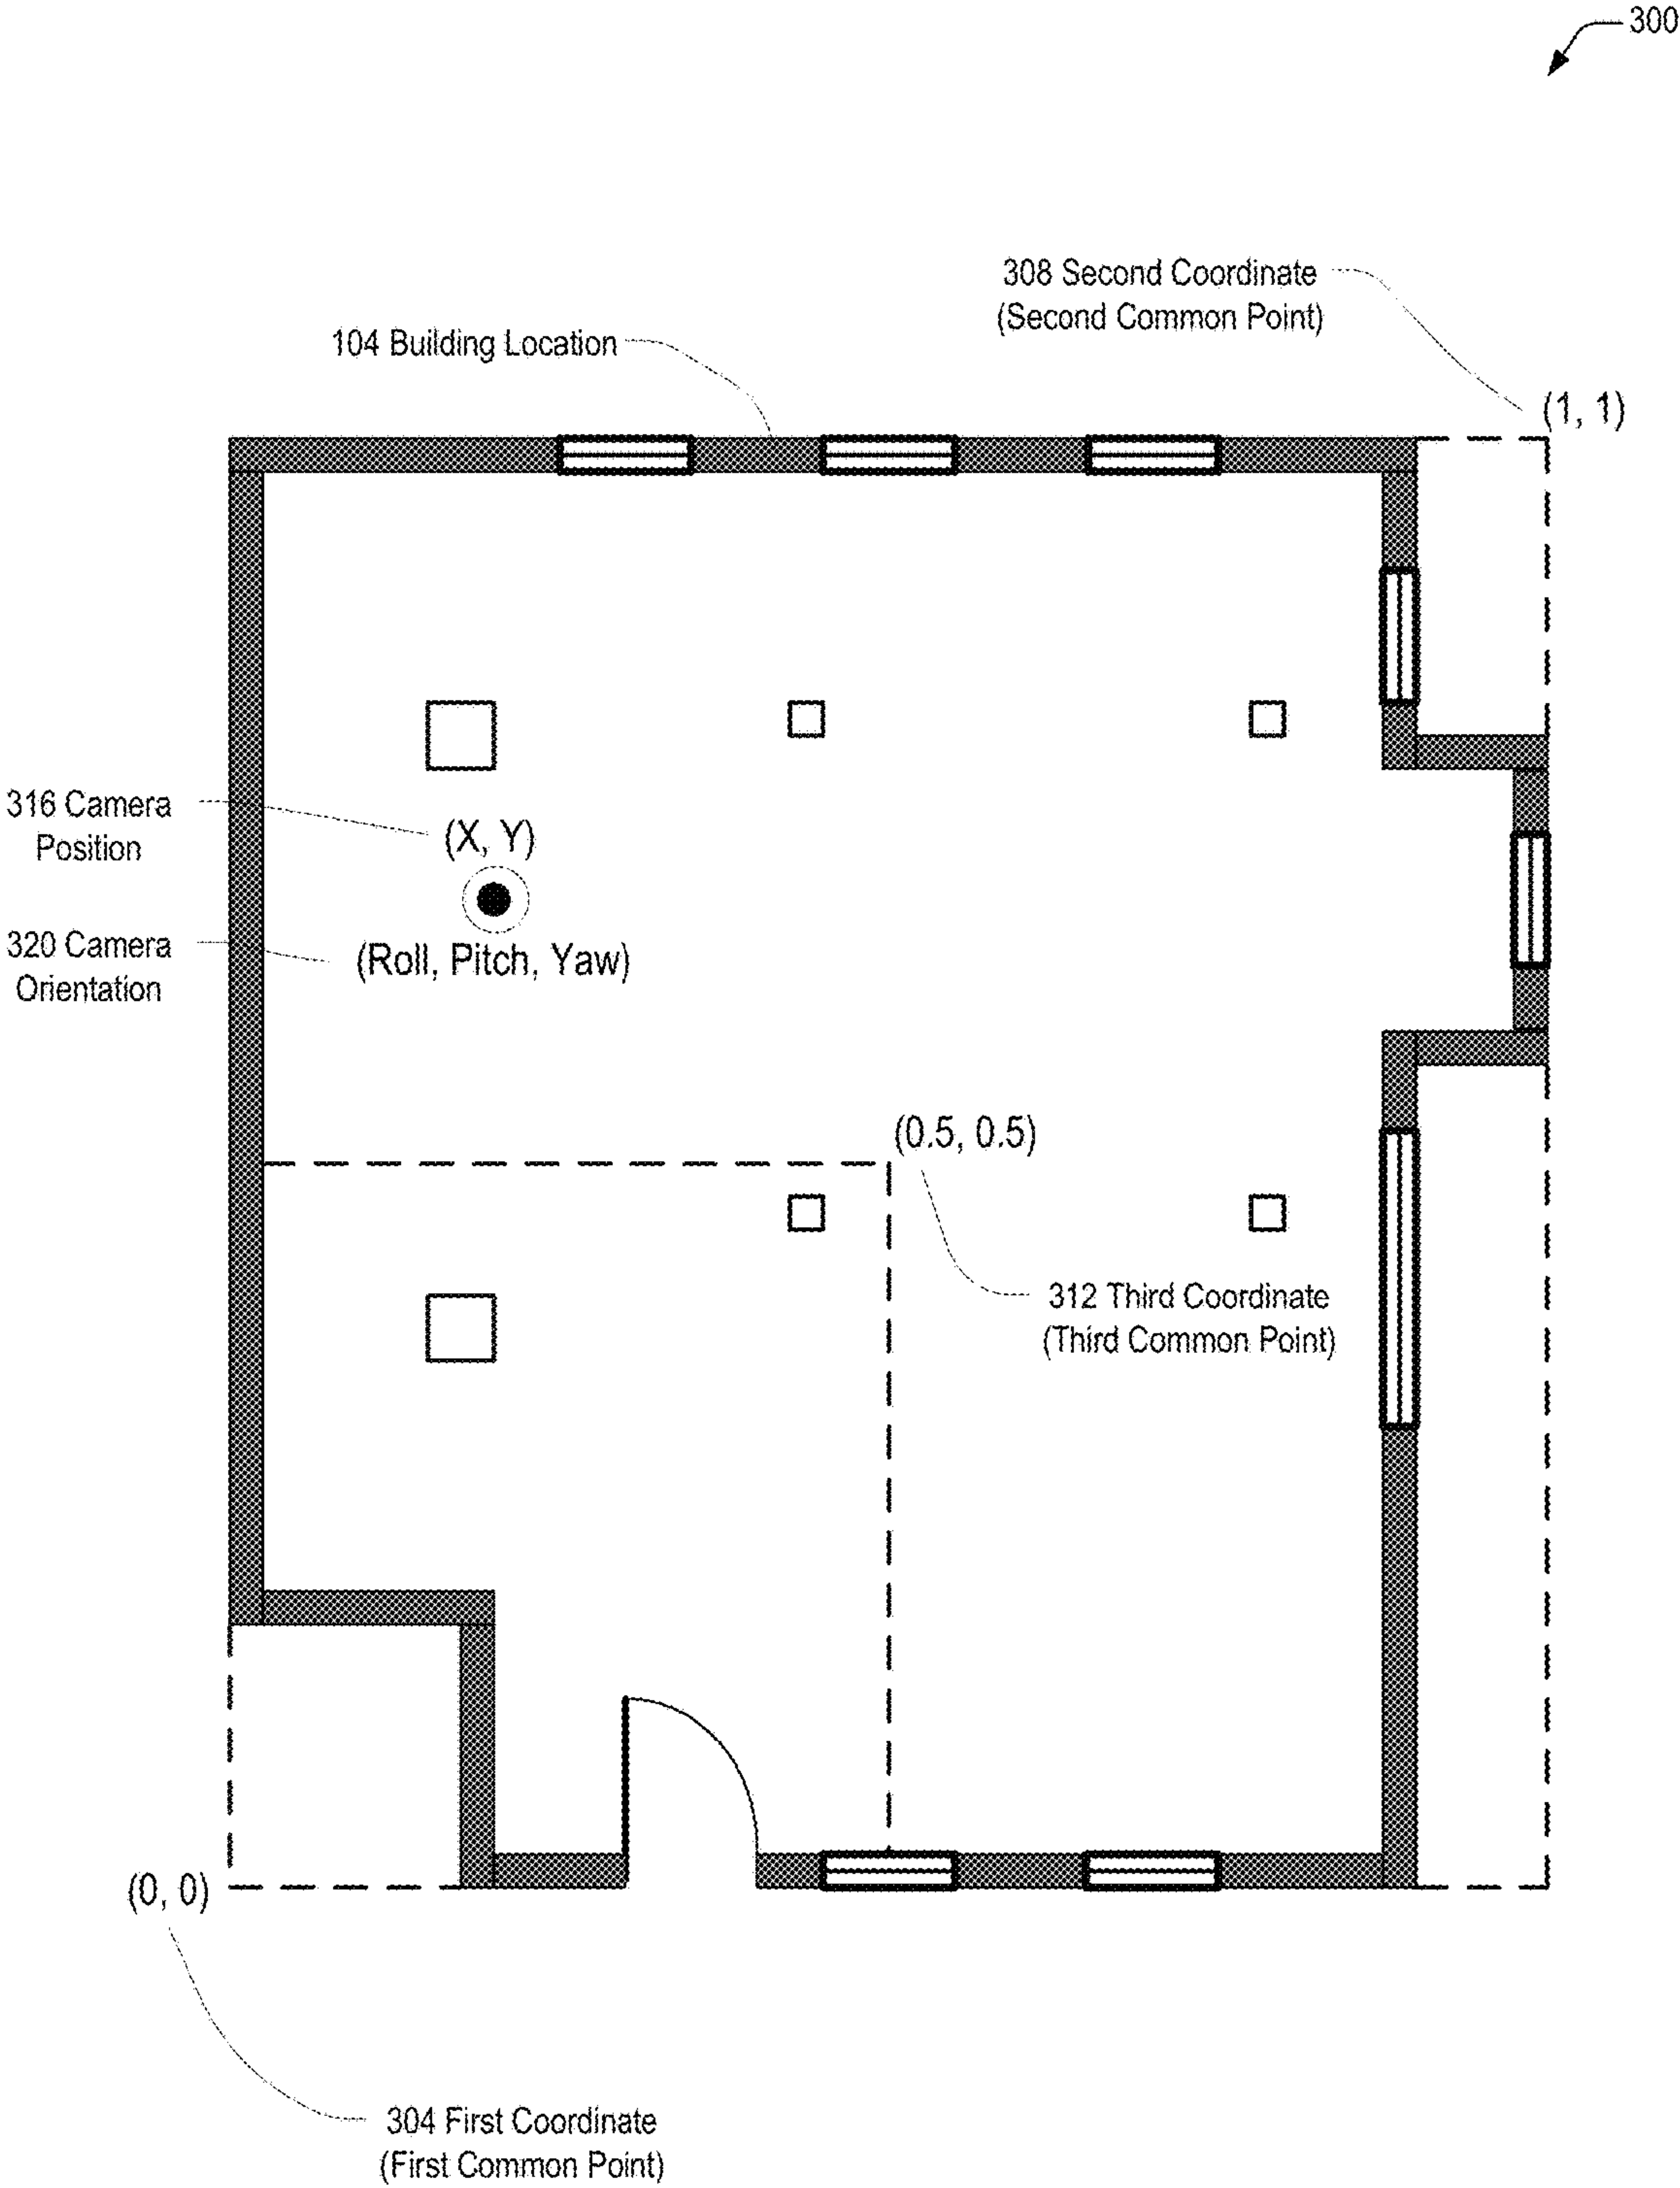 300
308 Second Coordinate
(Second Common Point)
104 Building Location
(1, 1)
316 Camera
Position
(X, Y)
320 Camera
Orientation
(Roll, Pitch, Yaw)
(0.5, 0.5)
312 Third Coordinate
(Third Common Point)
(0, 0)
304 First Coordinate
(First Common Point)